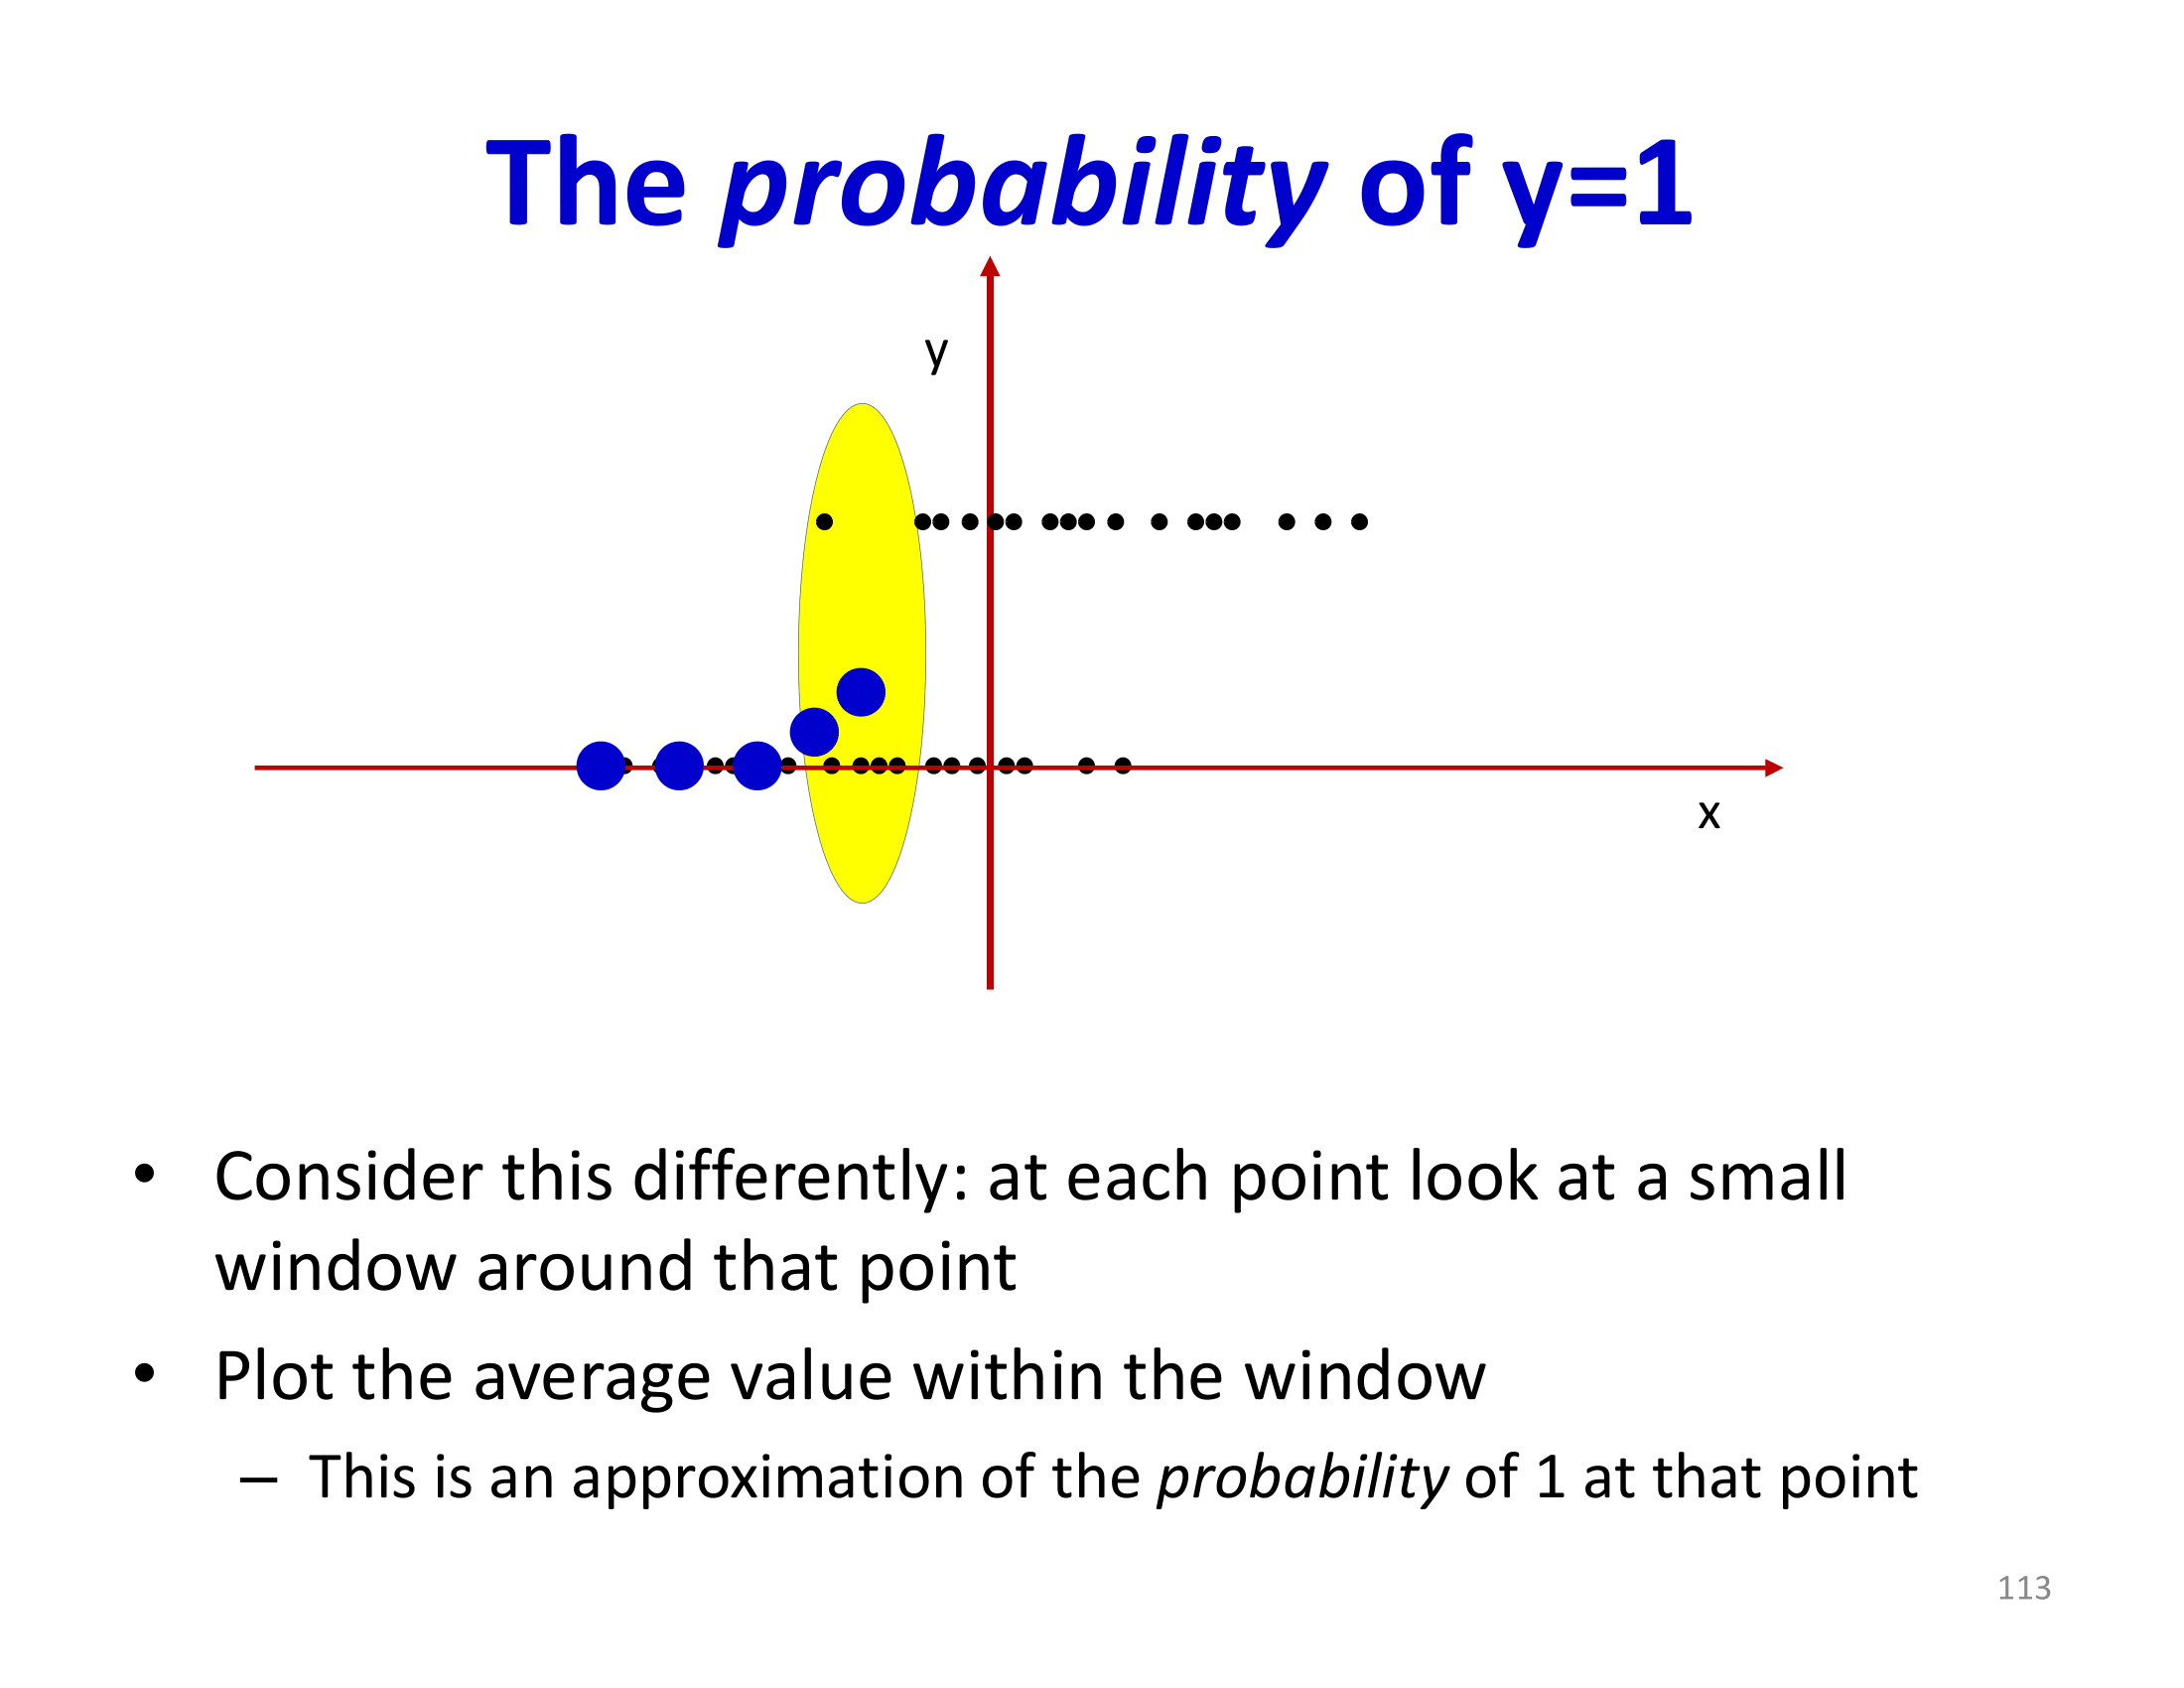 The probability of y=1
y
x
• Consider this differently: at each point look at a small
window around that point
• Plot the average value within the window
– This is an approximation of the probability of 1 at that point
113